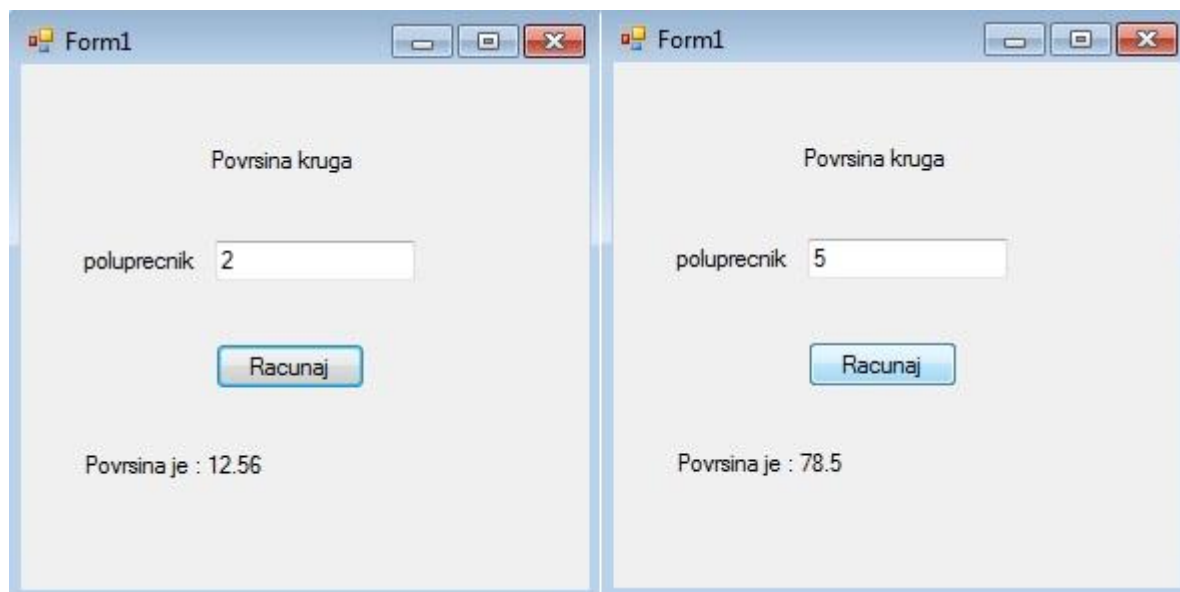 Form1
Povrsina kruga
poluprecnik 2
Racunaj
Povrsina je : 12.56
Form1
Povrsina kruga
poluprecnik 5
Racunaj
Povrsina je : 78.5